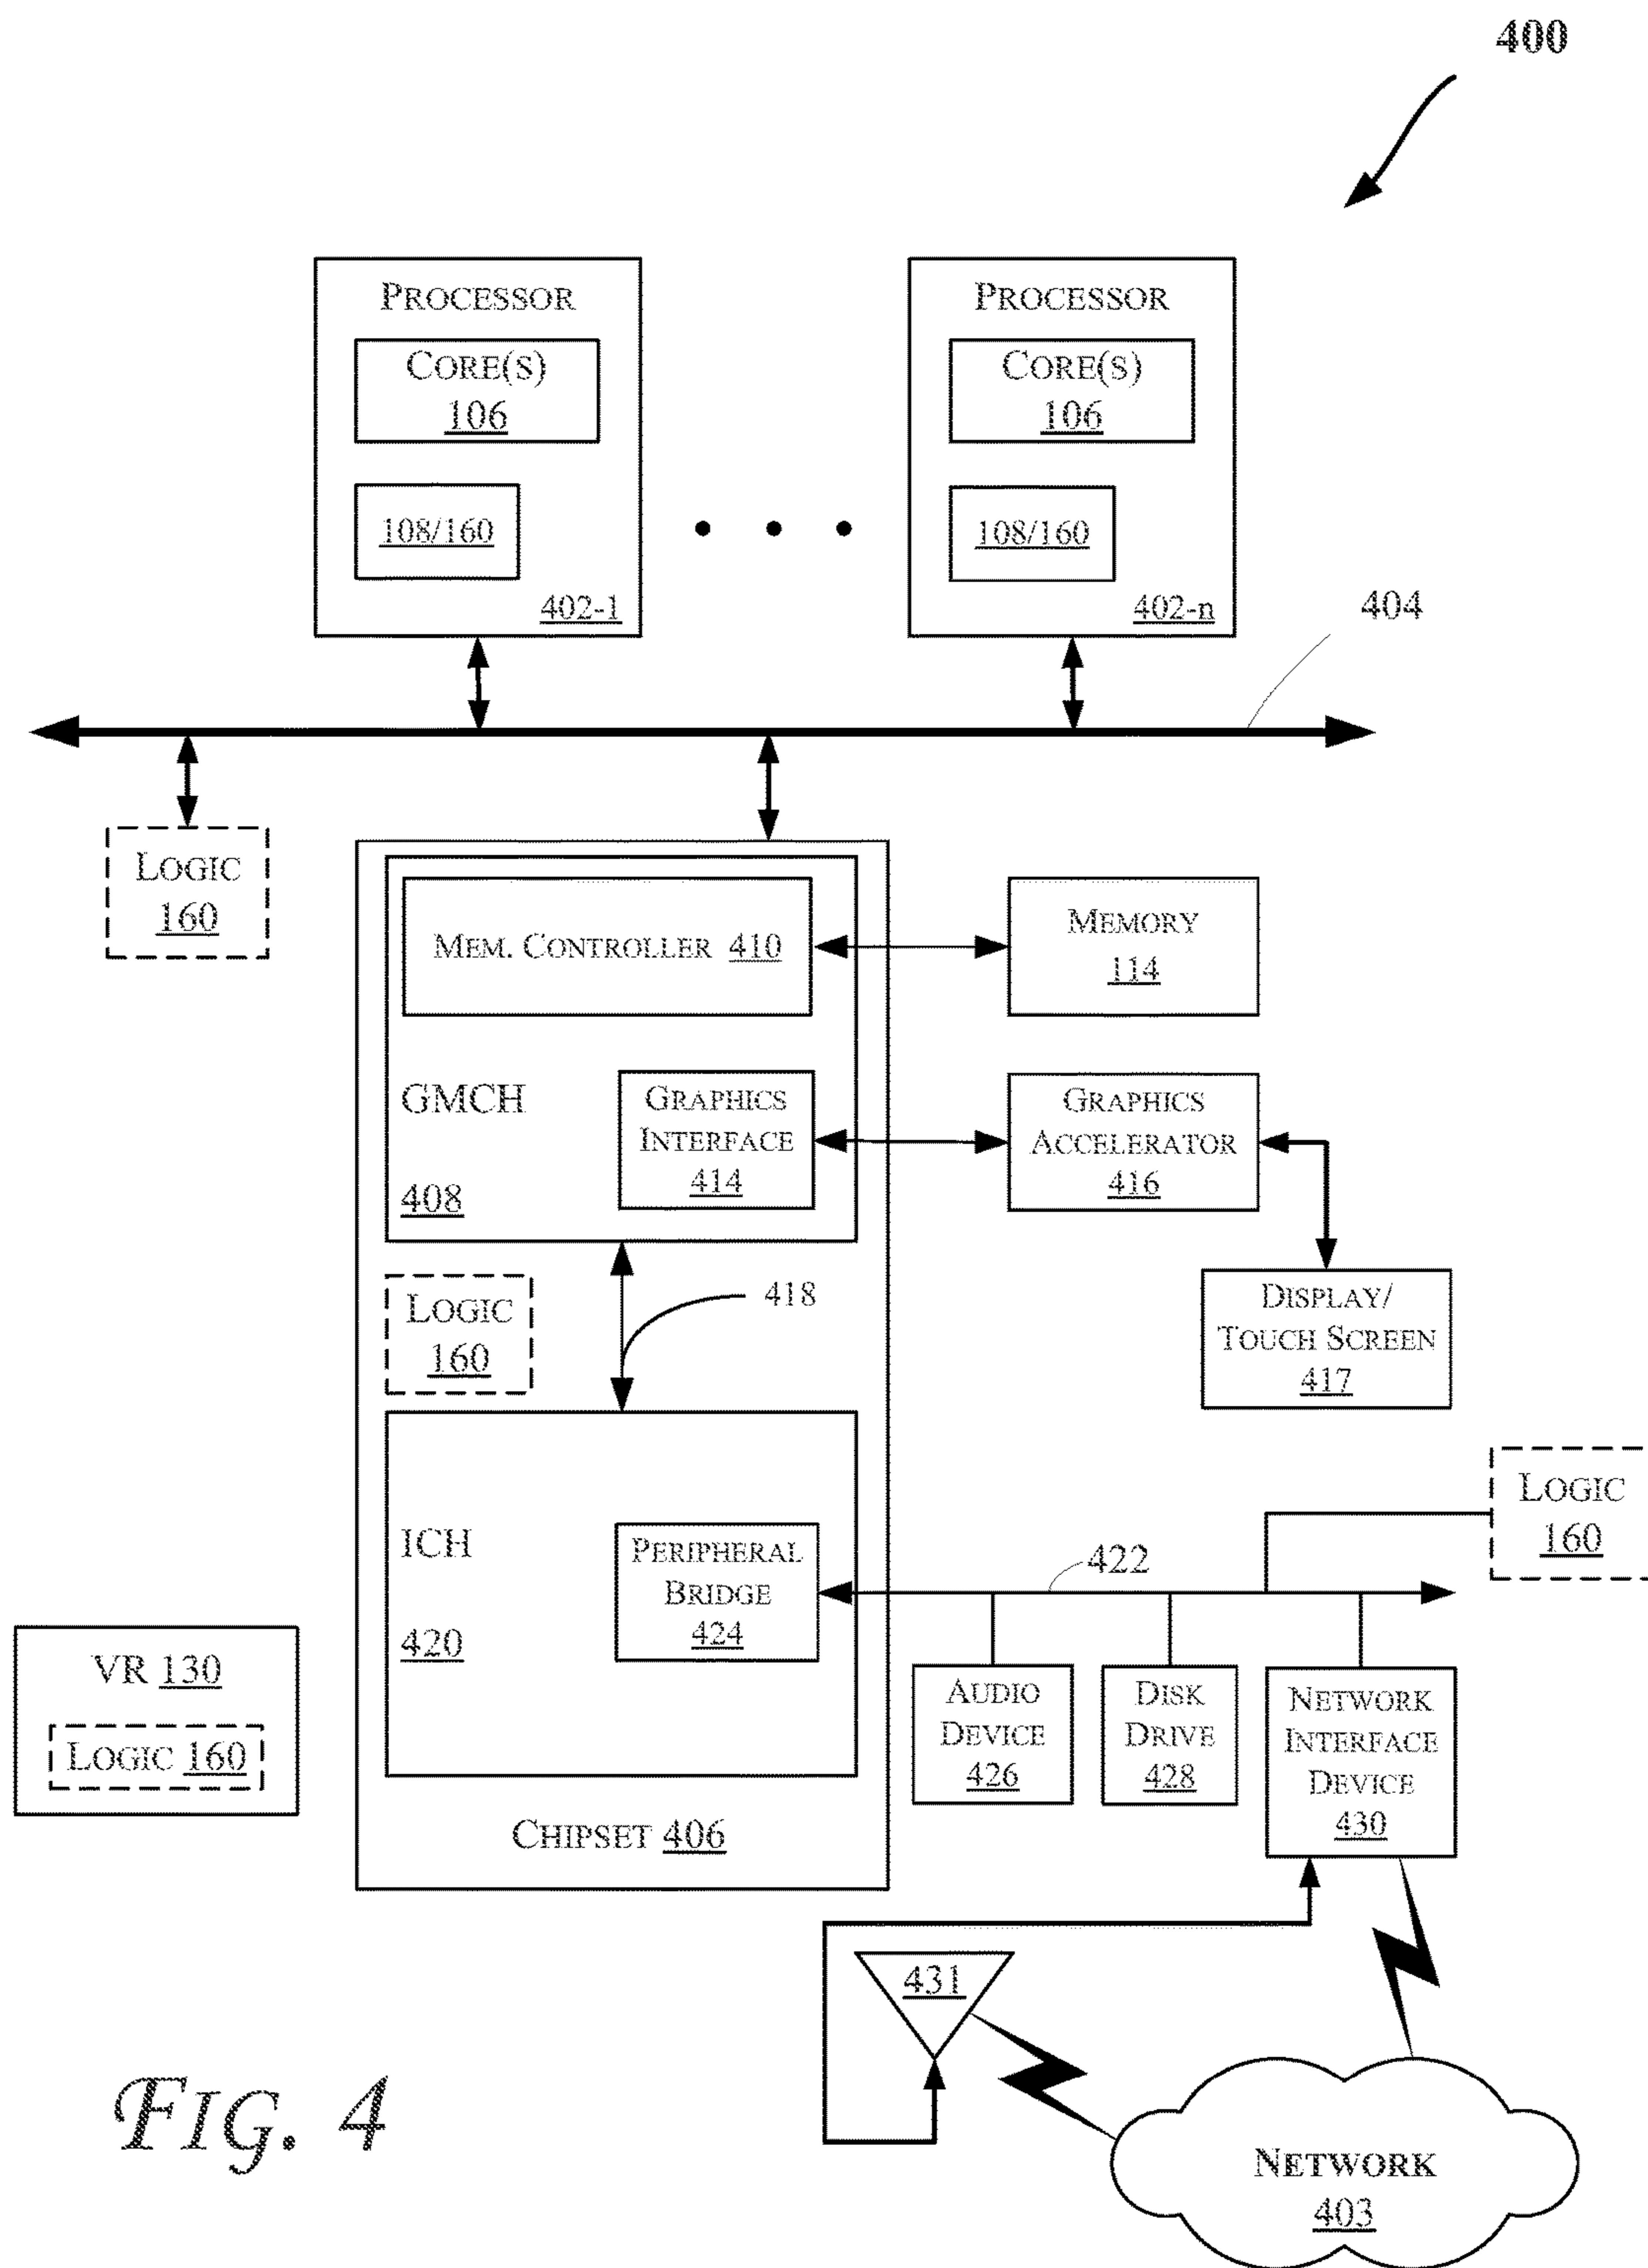 400
PROCESSOR
CORE(S)
106
108/160
402-1
PROCESSOR
CORE(S)
106
108/160
402-n
404
LOGIC
160
MEM. CONTROLLER 410
MEMORY
114
GMCH
408
GRAPHICS
INTERFACE
414
GRAPHICS
ACCELERATOR
416
LOGIC
160
418
DISPLAY/
TOUCH SCREEN
417
ICH
420
PERIPHERAL
BRIDGE
424
422
LOGIC
160
VR 130
LOGIC 160
AUDIO
DEVICE
426
DISK
DRIVE
428
NETWORK
INTERFACE
DEVICE
430
CHIPSET 406
431
NETWORK
403
FIG. 4